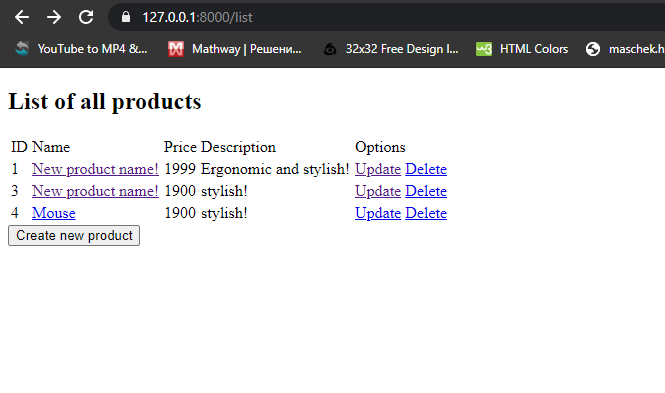 127.0.0.1:8000/list
YouTube to MP4 &... Mathway | Решени... 32x32 Free Design I... HTML Colors maschek.h
List of all products
ID Name Price Description Options
1 New product name! 1999 Ergonomic and stylish! Update Delete
3 New product name! 1900 stylish! Update Delete
4 Mouse 1900 stylish! Update Delete
Create new product